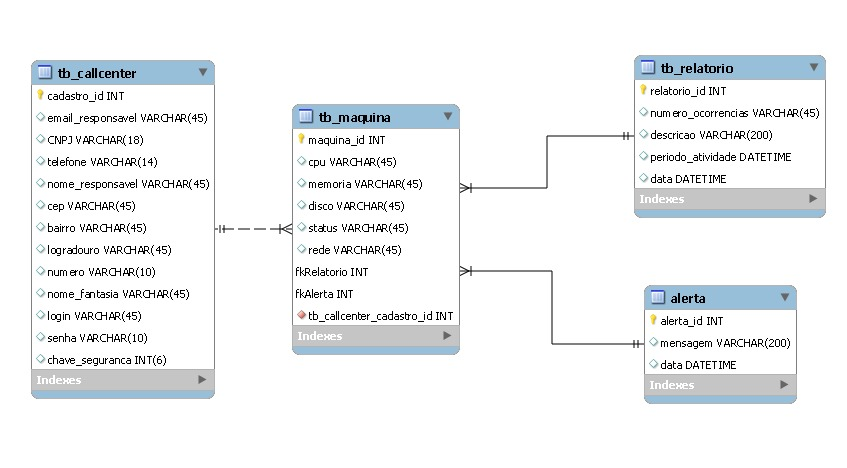 tb_callcenter
cadastro_id INT
email_responsavel VARCHAR(45)
CNPJ VARCHAR(18)
telefone VARCHAR(14)
nome_responsavel VARCHAR(45)
cep VARCHAR(45)
bairro VARCHAR(45)
logradouro VARCHAR(45)
numero VARCHAR(10)
nome_fantasia VARCHAR(45)
login VARCHAR(45)
senha VARCHAR(10)
chave_seguranca INT(6)
Indexes
tb_maquina
maquina_id INT
cpu VARCHAR(45)
memoria VARCHAR(45)
disco VARCHAR(45)
status VARCHAR(45)
rede VARCHAR(45)
fkRelatorio INT
fkAlerta INT
tb_callcenter_cadastro_id INT
Indexes
tb_relatorio
relatorio_id INT
numero_ocorrencias VARCHAR(45)
descricao VARCHAR(200)
periodo_atividade DATETIME
data DATETIME
Indexes
alerta
alerta_id INT
mensagem VARCHAR(200)
data DATETIME
Indexes